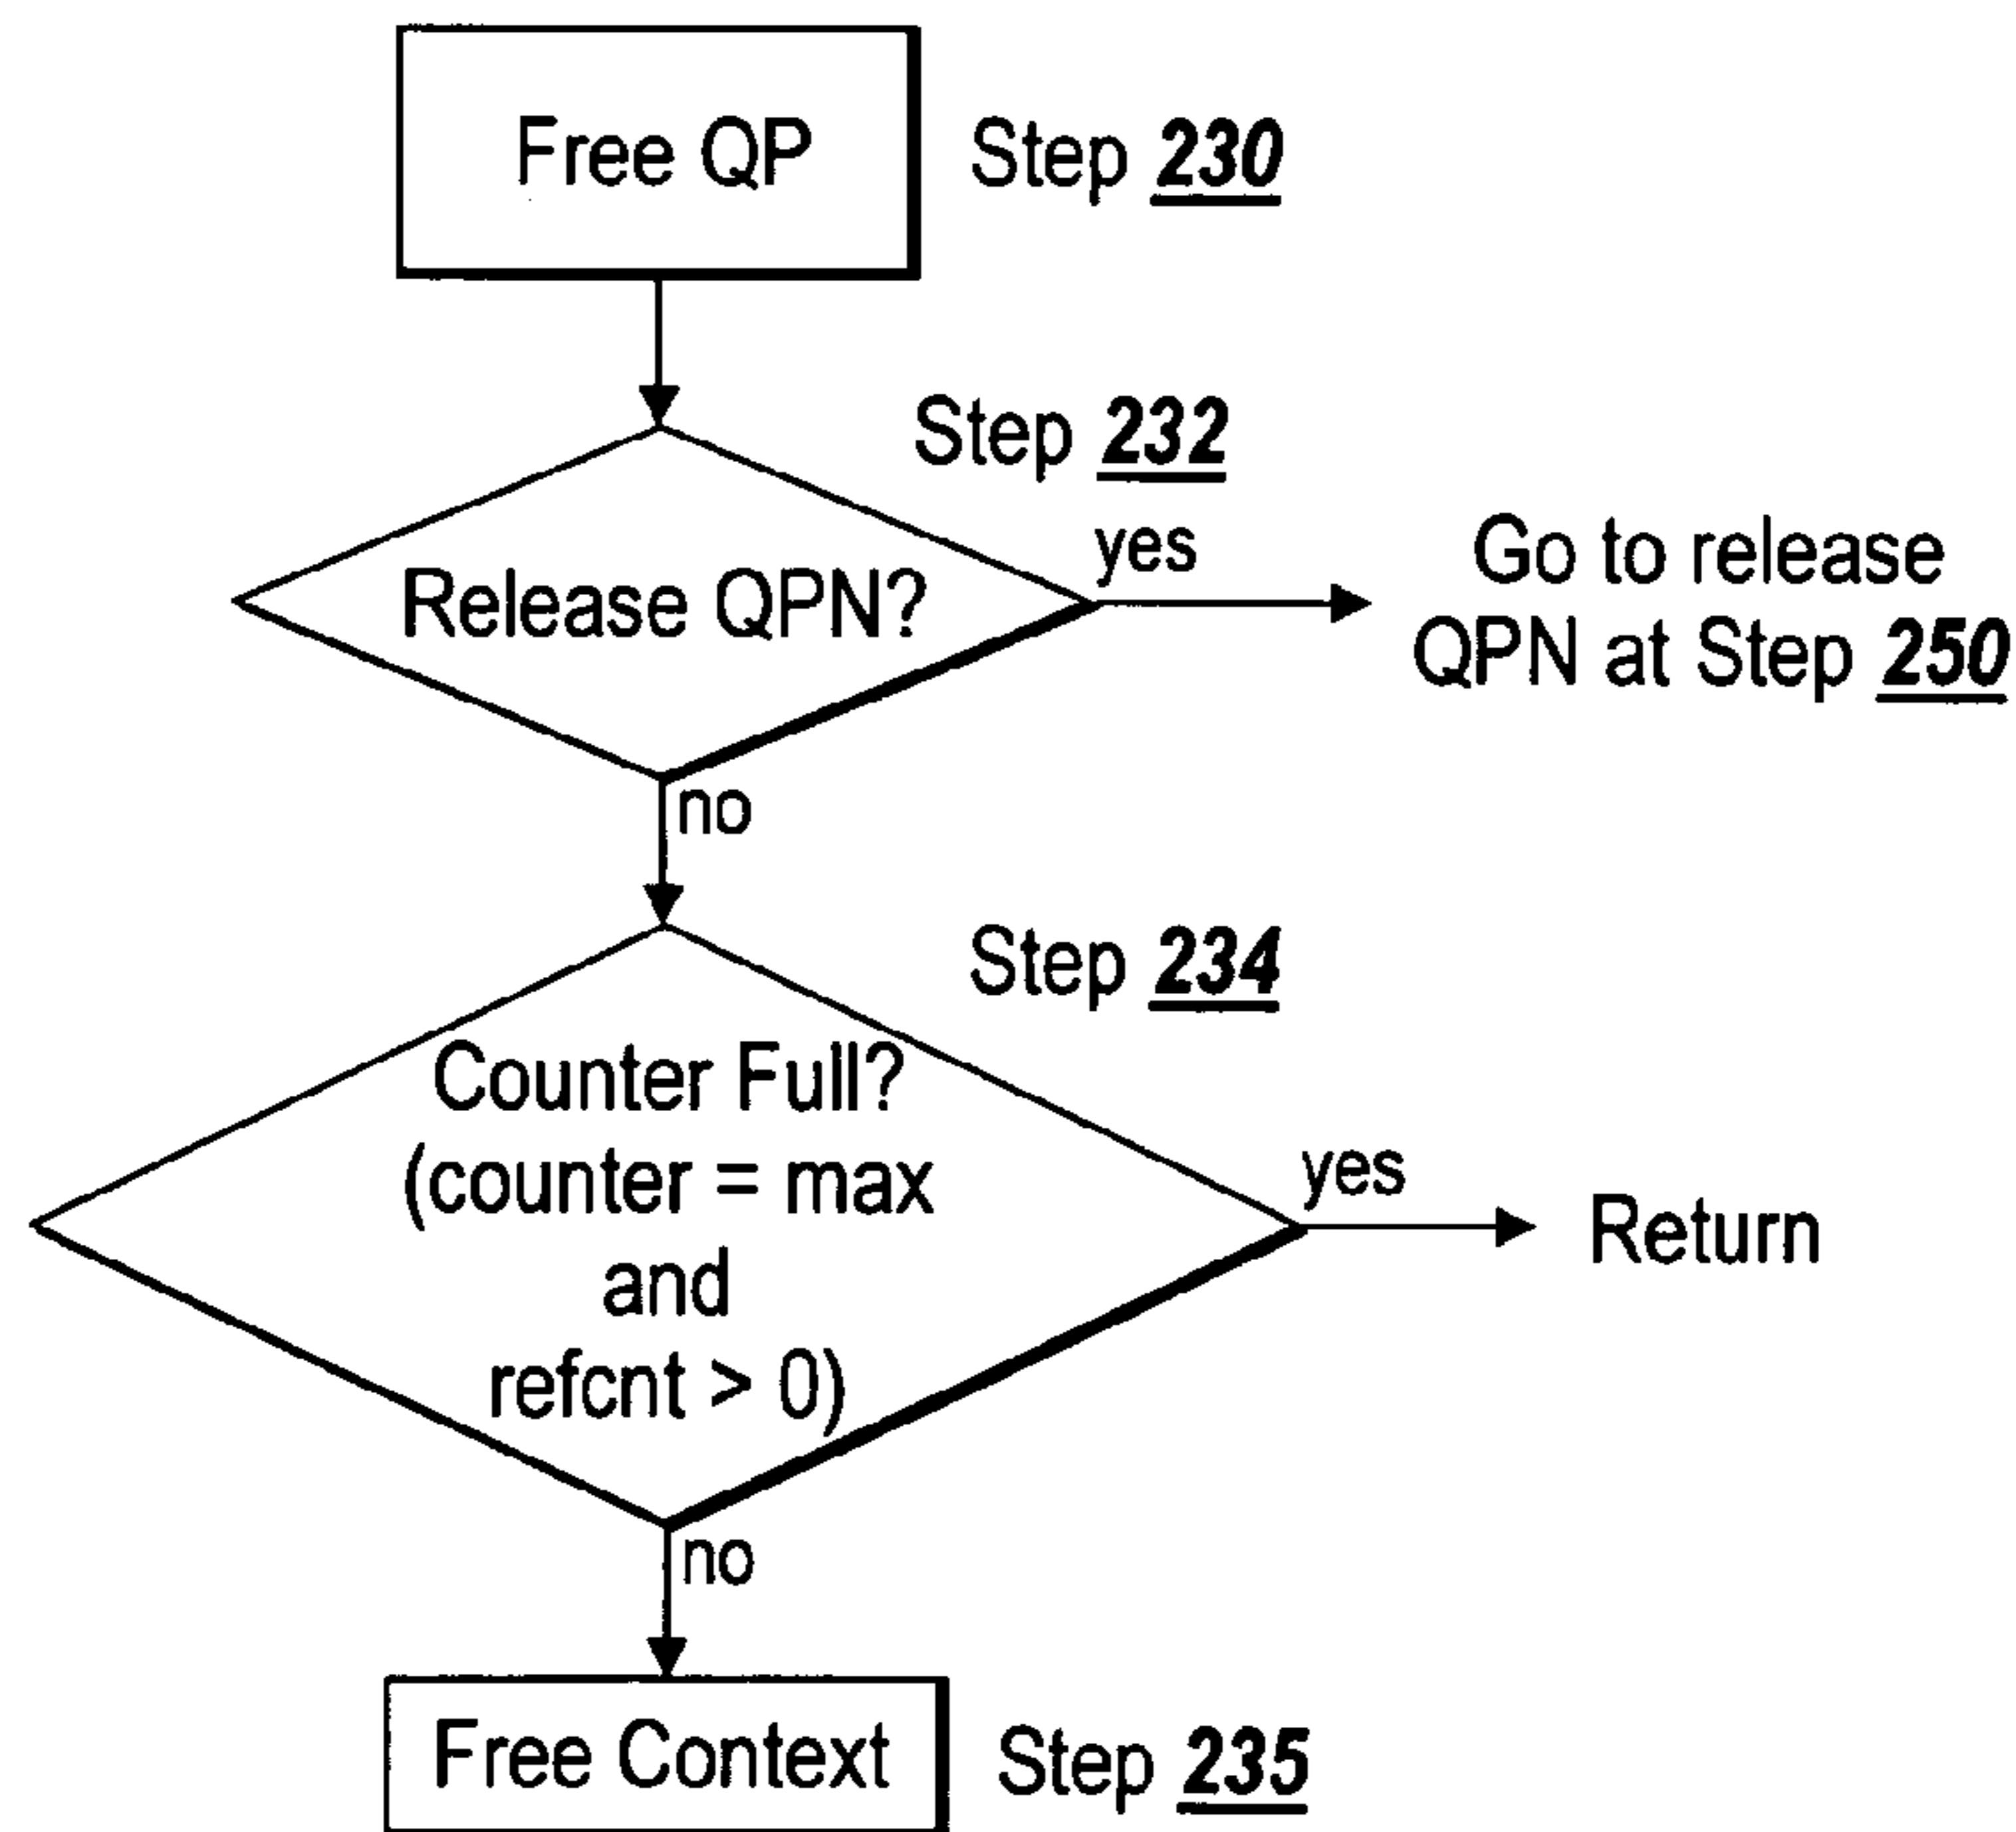 Free QP
Step 230
Step 232
yes
Release QPN?
Go to release
QPN at Step 250
no
Step 234
Counter Full?
(counter = max
and
refcnt > 0)
yes
Return
no
Free Context
Step 235